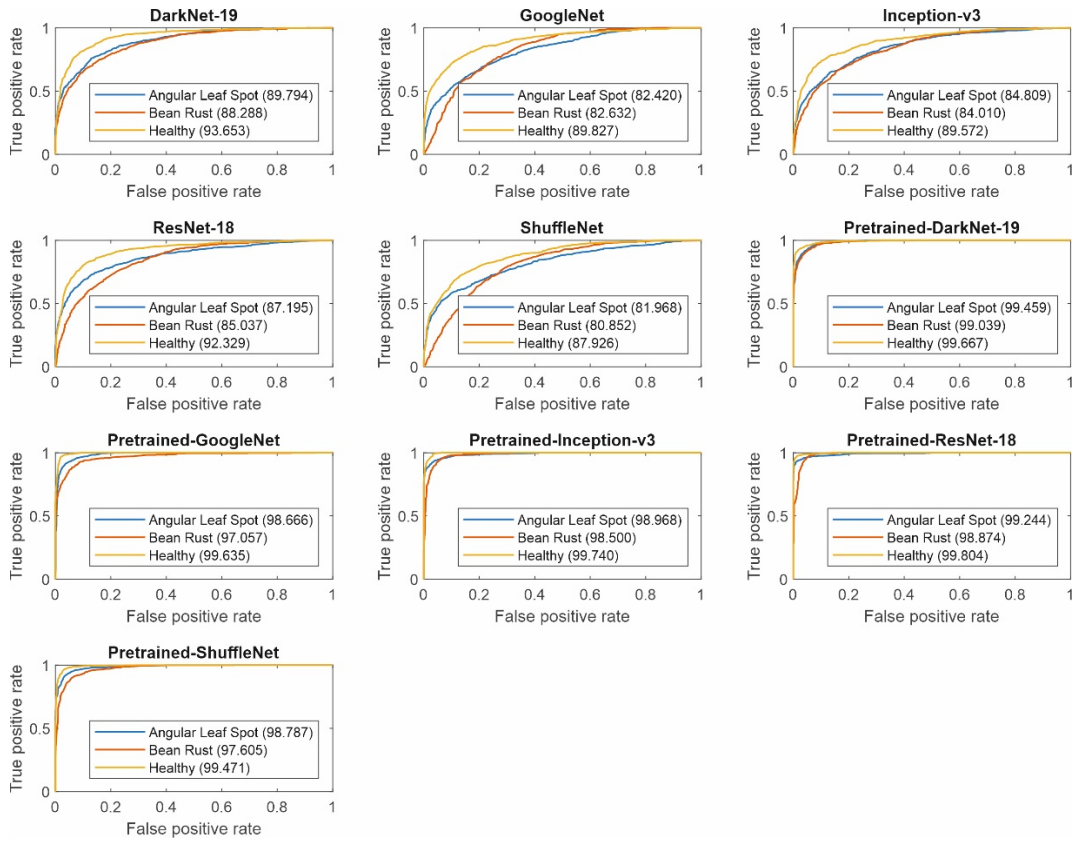 DarkNet-19
True positive rate
1
0.5
0
Angular Leaf Spot (89.794)
Bean Rust (88.288)
Healthy (93.653)
0 0.2 0.4 0.6 0.8 1
False positive rate
GoogleNet
True positive rate
1
0.5
0
Angular Leaf Spot (82.420)
Bean Rust (82.632)
Healthy (89.827)
0 0.2 0.4 0.6 0.8 1
False positive rate
Inception-v3
True positive rate
1
0.5
0
Angular Leaf Spot (84.809)
Bean Rust (84.010)
Healthy (89.572)
0 0.2 0.4 0.6 0.8 1
False positive rate
ResNet-18
True positive rate
1
0.5
0
Angular Leaf Spot (87.195)
Bean Rust (85.037)
Healthy (92.329)
0 0.2 0.4 0.6 0.8 1
False positive rate
ShuffleNet
True positive rate
1
0.5
0
Angular Leaf Spot (81.968)
Bean Rust (80.852)
Healthy (87.926)
0 0.2 0.4 0.6 0.8 1
False positive rate
Pretrained-DarkNet-19
True positive rate
1
0.5
0
Angular Leaf Spot (99.459)
Bean Rust (99.039)
Healthy (99.667)
0 0.2 0.4 0.6 0.8 1
False positive rate
Pretrained-GoogleNet
True positive rate
1
0.5
0
Angular Leaf Spot (98.666)
Bean Rust (97.057)
Healthy (99.635)
0 0.2 0.4 0.6 0.8 1
False positive rate
Pretrained-Inception-v3
True positive rate
1
0.5
0
Angular Leaf Spot (98.968)
Bean Rust (98.500)
Healthy (99.740)
0 0.2 0.4 0.6 0.8 1
False positive rate
Pretrained-ResNet-18
True positive rate
1
0.5
0
Angular Leaf Spot (99.244)
Bean Rust (98.874)
Healthy (99.804)
0 0.2 0.4 0.6 0.8 1
False positive rate
Pretrained-ShuffleNet
True positive rate
1
0.5
0
Angular Leaf Spot (98.787)
Bean Rust (97.605)
Healthy (99.471)
0 0.2 0.4 0.6 0.8 1
False positive rate